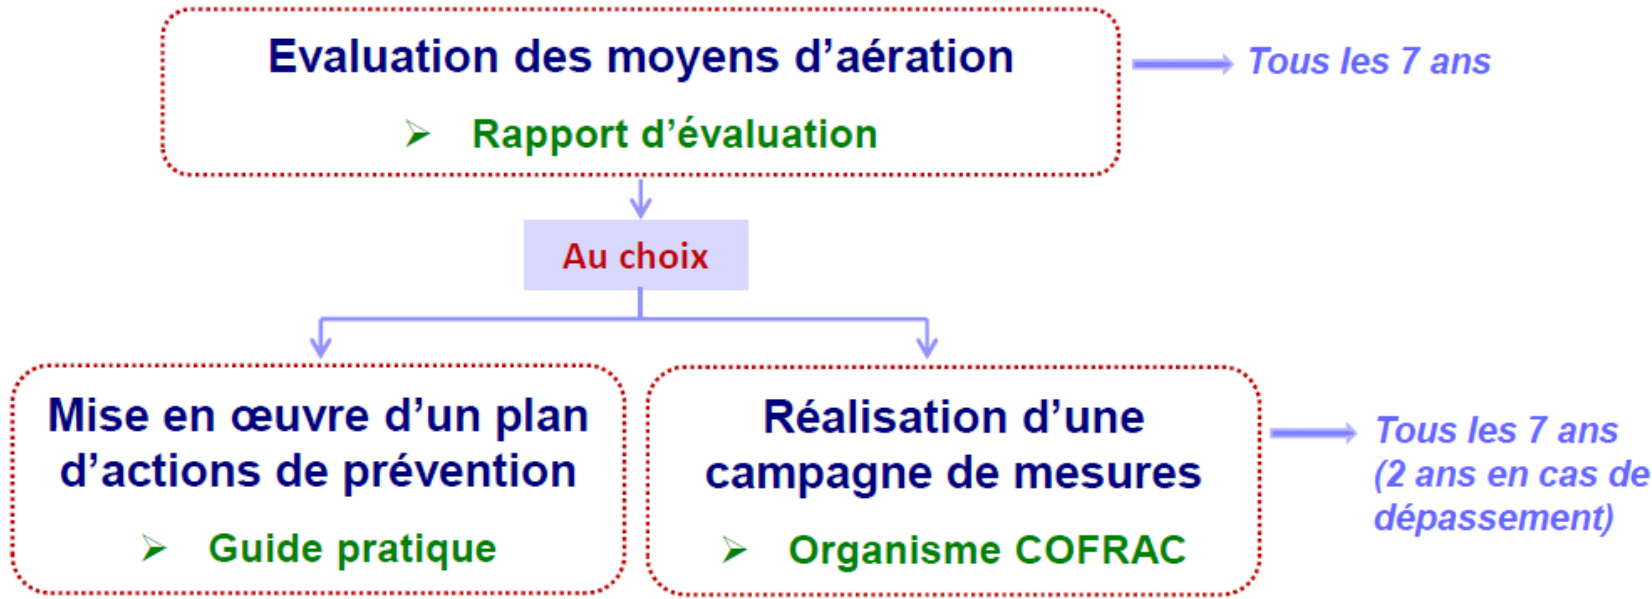 Evaluation des moyens d'aération
➢ Rapport d'évaluation
Tous les 7 ans
Au choix
Mise en œuvre d'un plan
d'actions de prévention
➢ Guide pratique
Réalisation d'une
campagne de mesures
➢ Organisme COFRAC
Tous les 7 ans
(2 ans en cas de
dépassement)